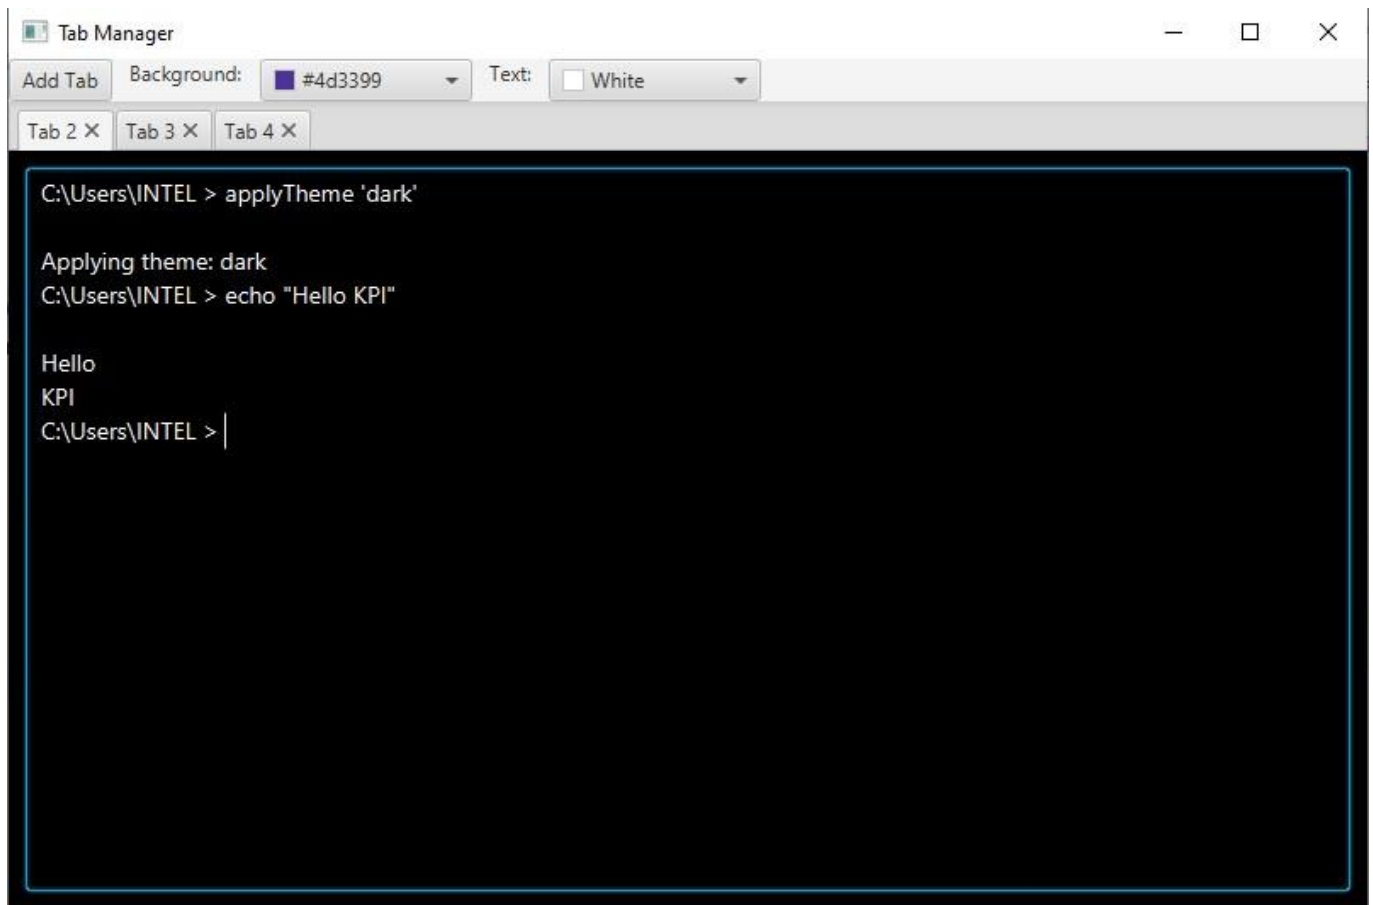 Tab Manager
Add Tab Background: #4d3399 Text: White
Tab 2 Tab 3 Tab 4
C:\Users\INTEL > applyTheme 'dark'
Applying theme: dark
C:\Users\INTEL > echo "Hello KPI"
Hello
KPI
C:\Users\INTEL >